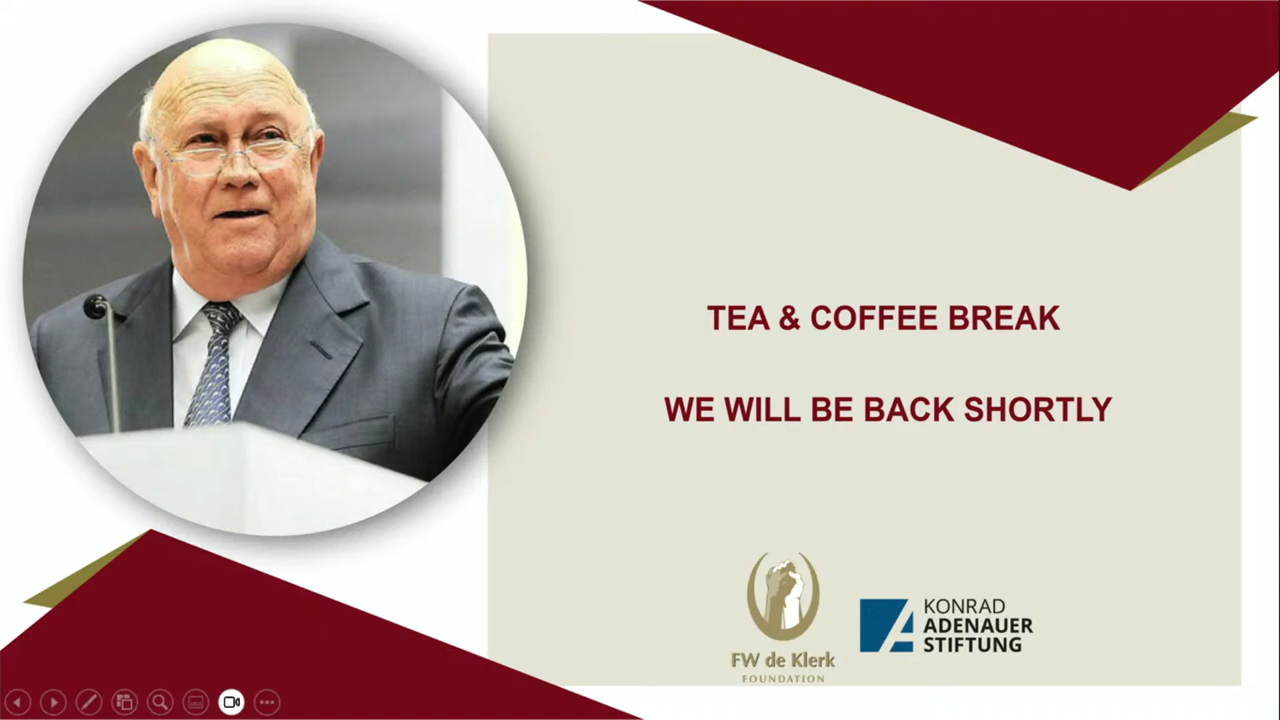 TEA & COFFEE BREAK
WE WILL BE BACK SHORTLY
FW de Klerk
FOUNDATION
KONRAD
ADENAUER
STIFTUNG